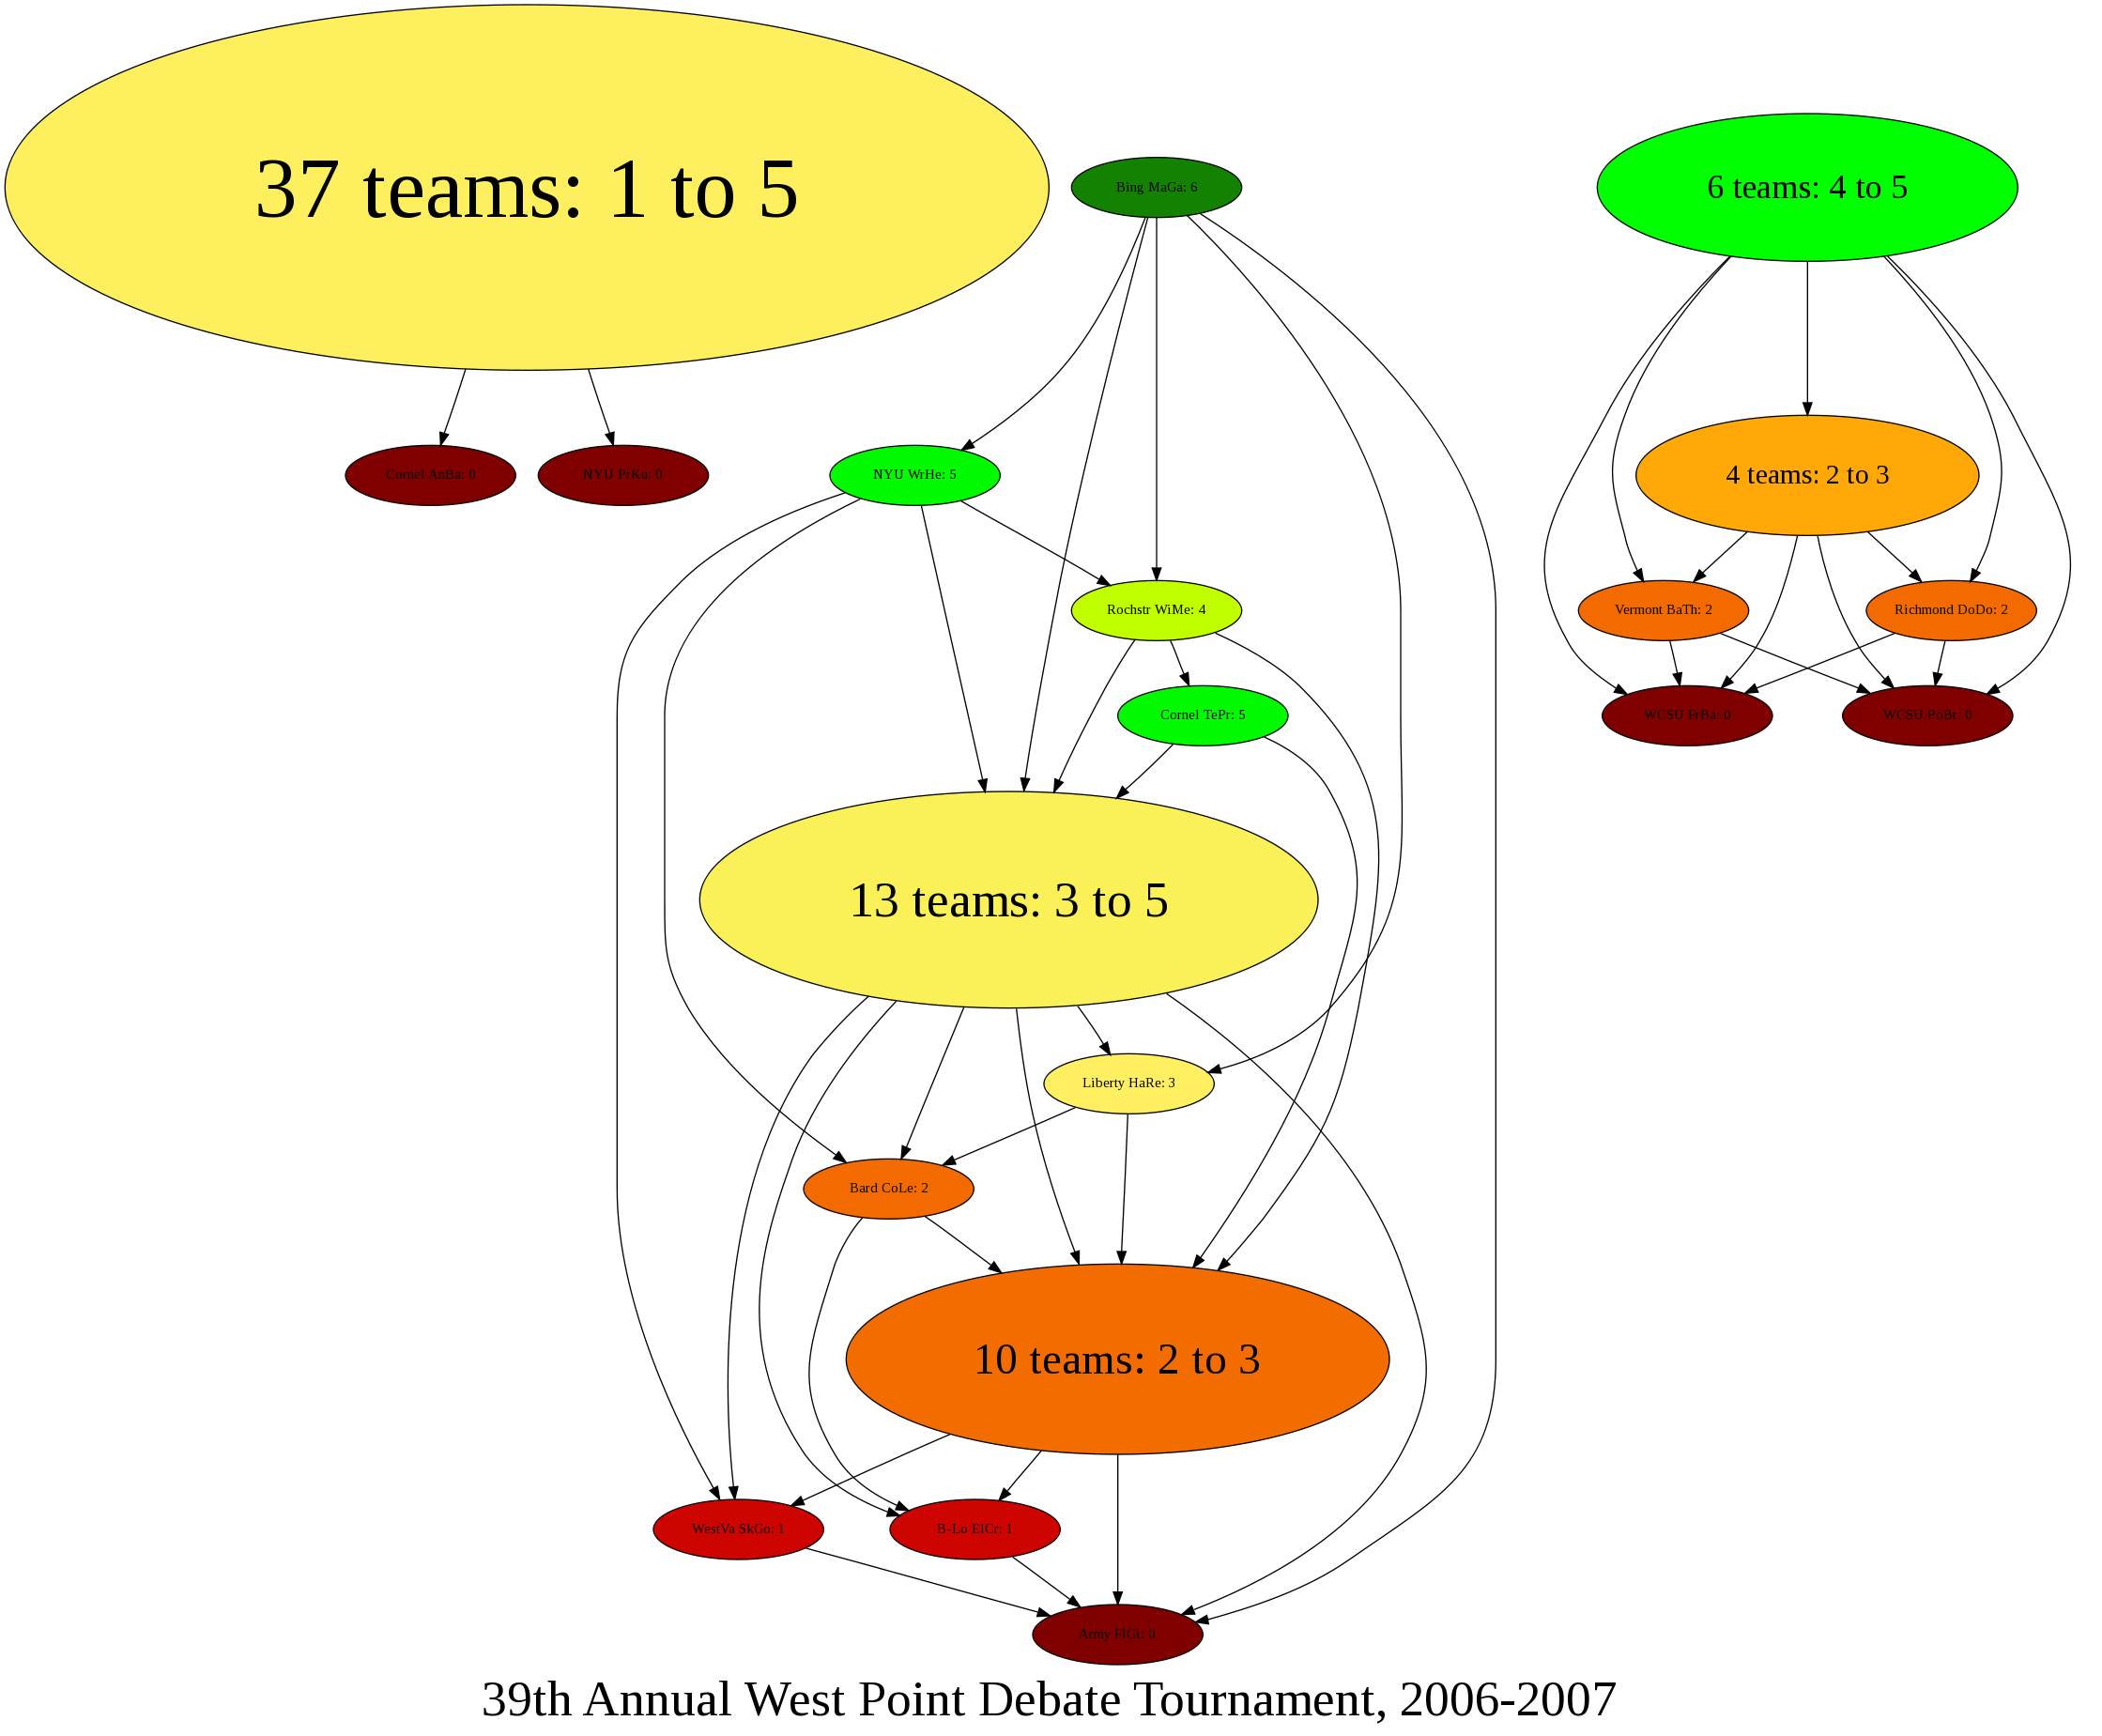 37 teams: 1 to 5
Bing MaGa: 6
6 teams: 4 to 5
Cornel AnBa: 0
NYU PrKu: 0
NYU WrHe: 5
4 teams: 2 to 3
Rochstr WiMe: 4
Vermont BaTh: 2
Richmond DoDo: 2
Cornel TePr: 5
WCSU FrBa: 0
WCSU PoBr: 0
13 teams: 3 to 5
Liberty HaRe: 3
Bard CoLe: 2
10 teams: 2 to 3
WestVa SkGo: 1
B-Lo ElCr: 1
Army FlGi: 0
39th Annual West Point Debate Tournament, 2006-2007